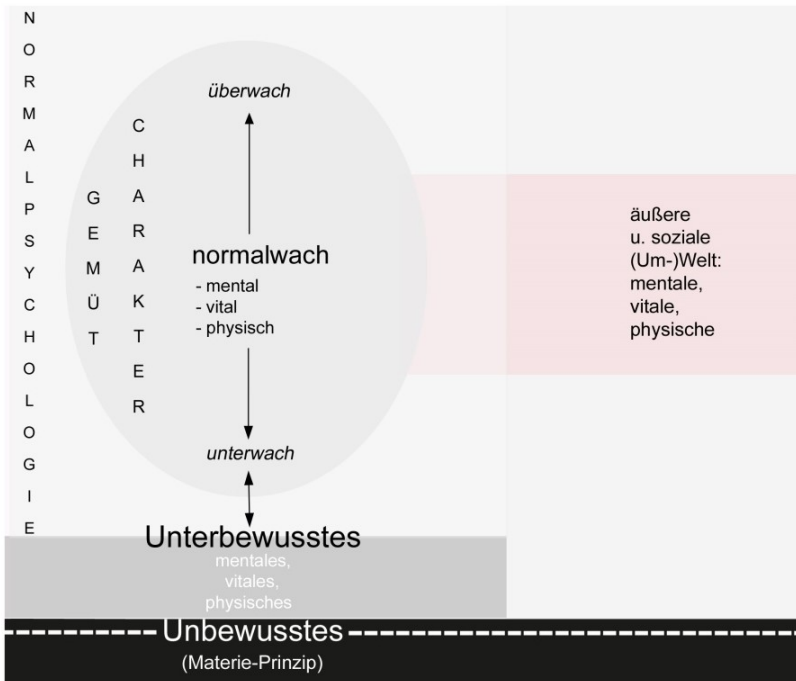 NORMALPSYCHOLOGIE
GEMÜT
CHARAKTER
überwach
normalwach
- mental
- vital
- physisch
unterwach
Unterbewusstes
mentales,
vitales,
physisches
Unbewusstes
(Materie-Prinzip)
äußere
u. soziale
(Um-)Welt:
mentale,
vitale,
physische